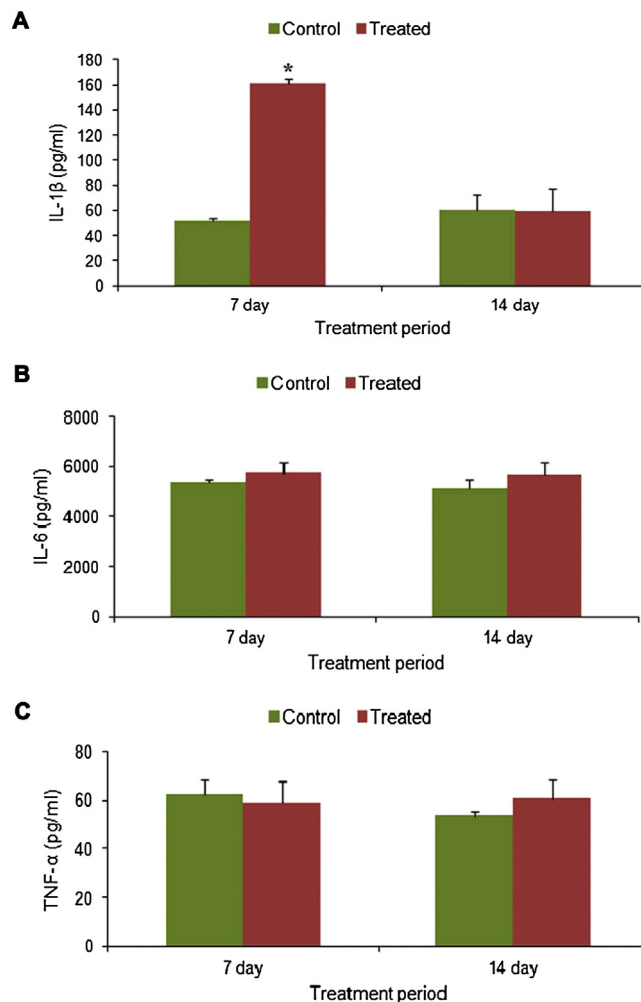 A
Control Treated
180
160
140
120
100
80
60
40
20
0
IL-1β (pg/ml)
*
7 day 14 day
Treatment period
B
Control Treated
8000
6000
4000
2000
0
IL-6 (pg/ml)
7 day 14 day
Treatment period
C
Control Treated
80
60
40
20
0
TNF-α (pg/ml)
7 day 14 day
Treatment period